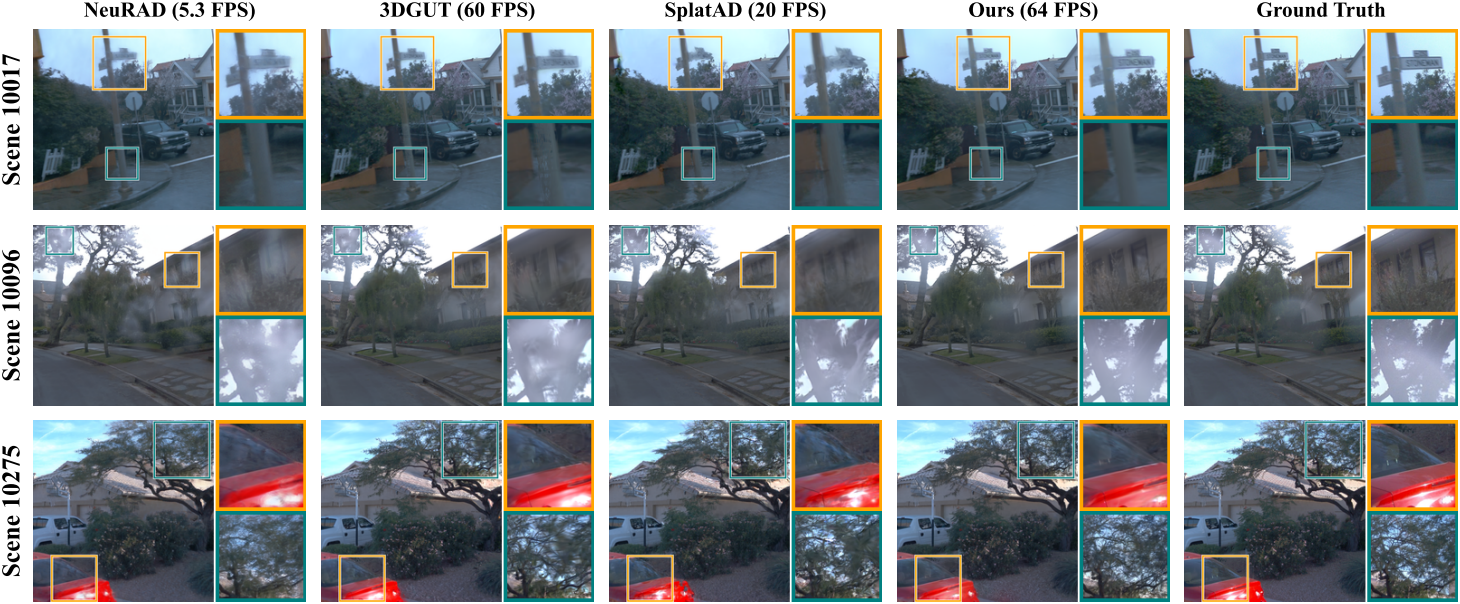 NeuRAD (5.3 FPS)
3DGUT (60 FPS)
SplatAD (20 FPS)
Ours (64 FPS)
Ground Truth
Scene 10017
Scene 10096
Scene 10275